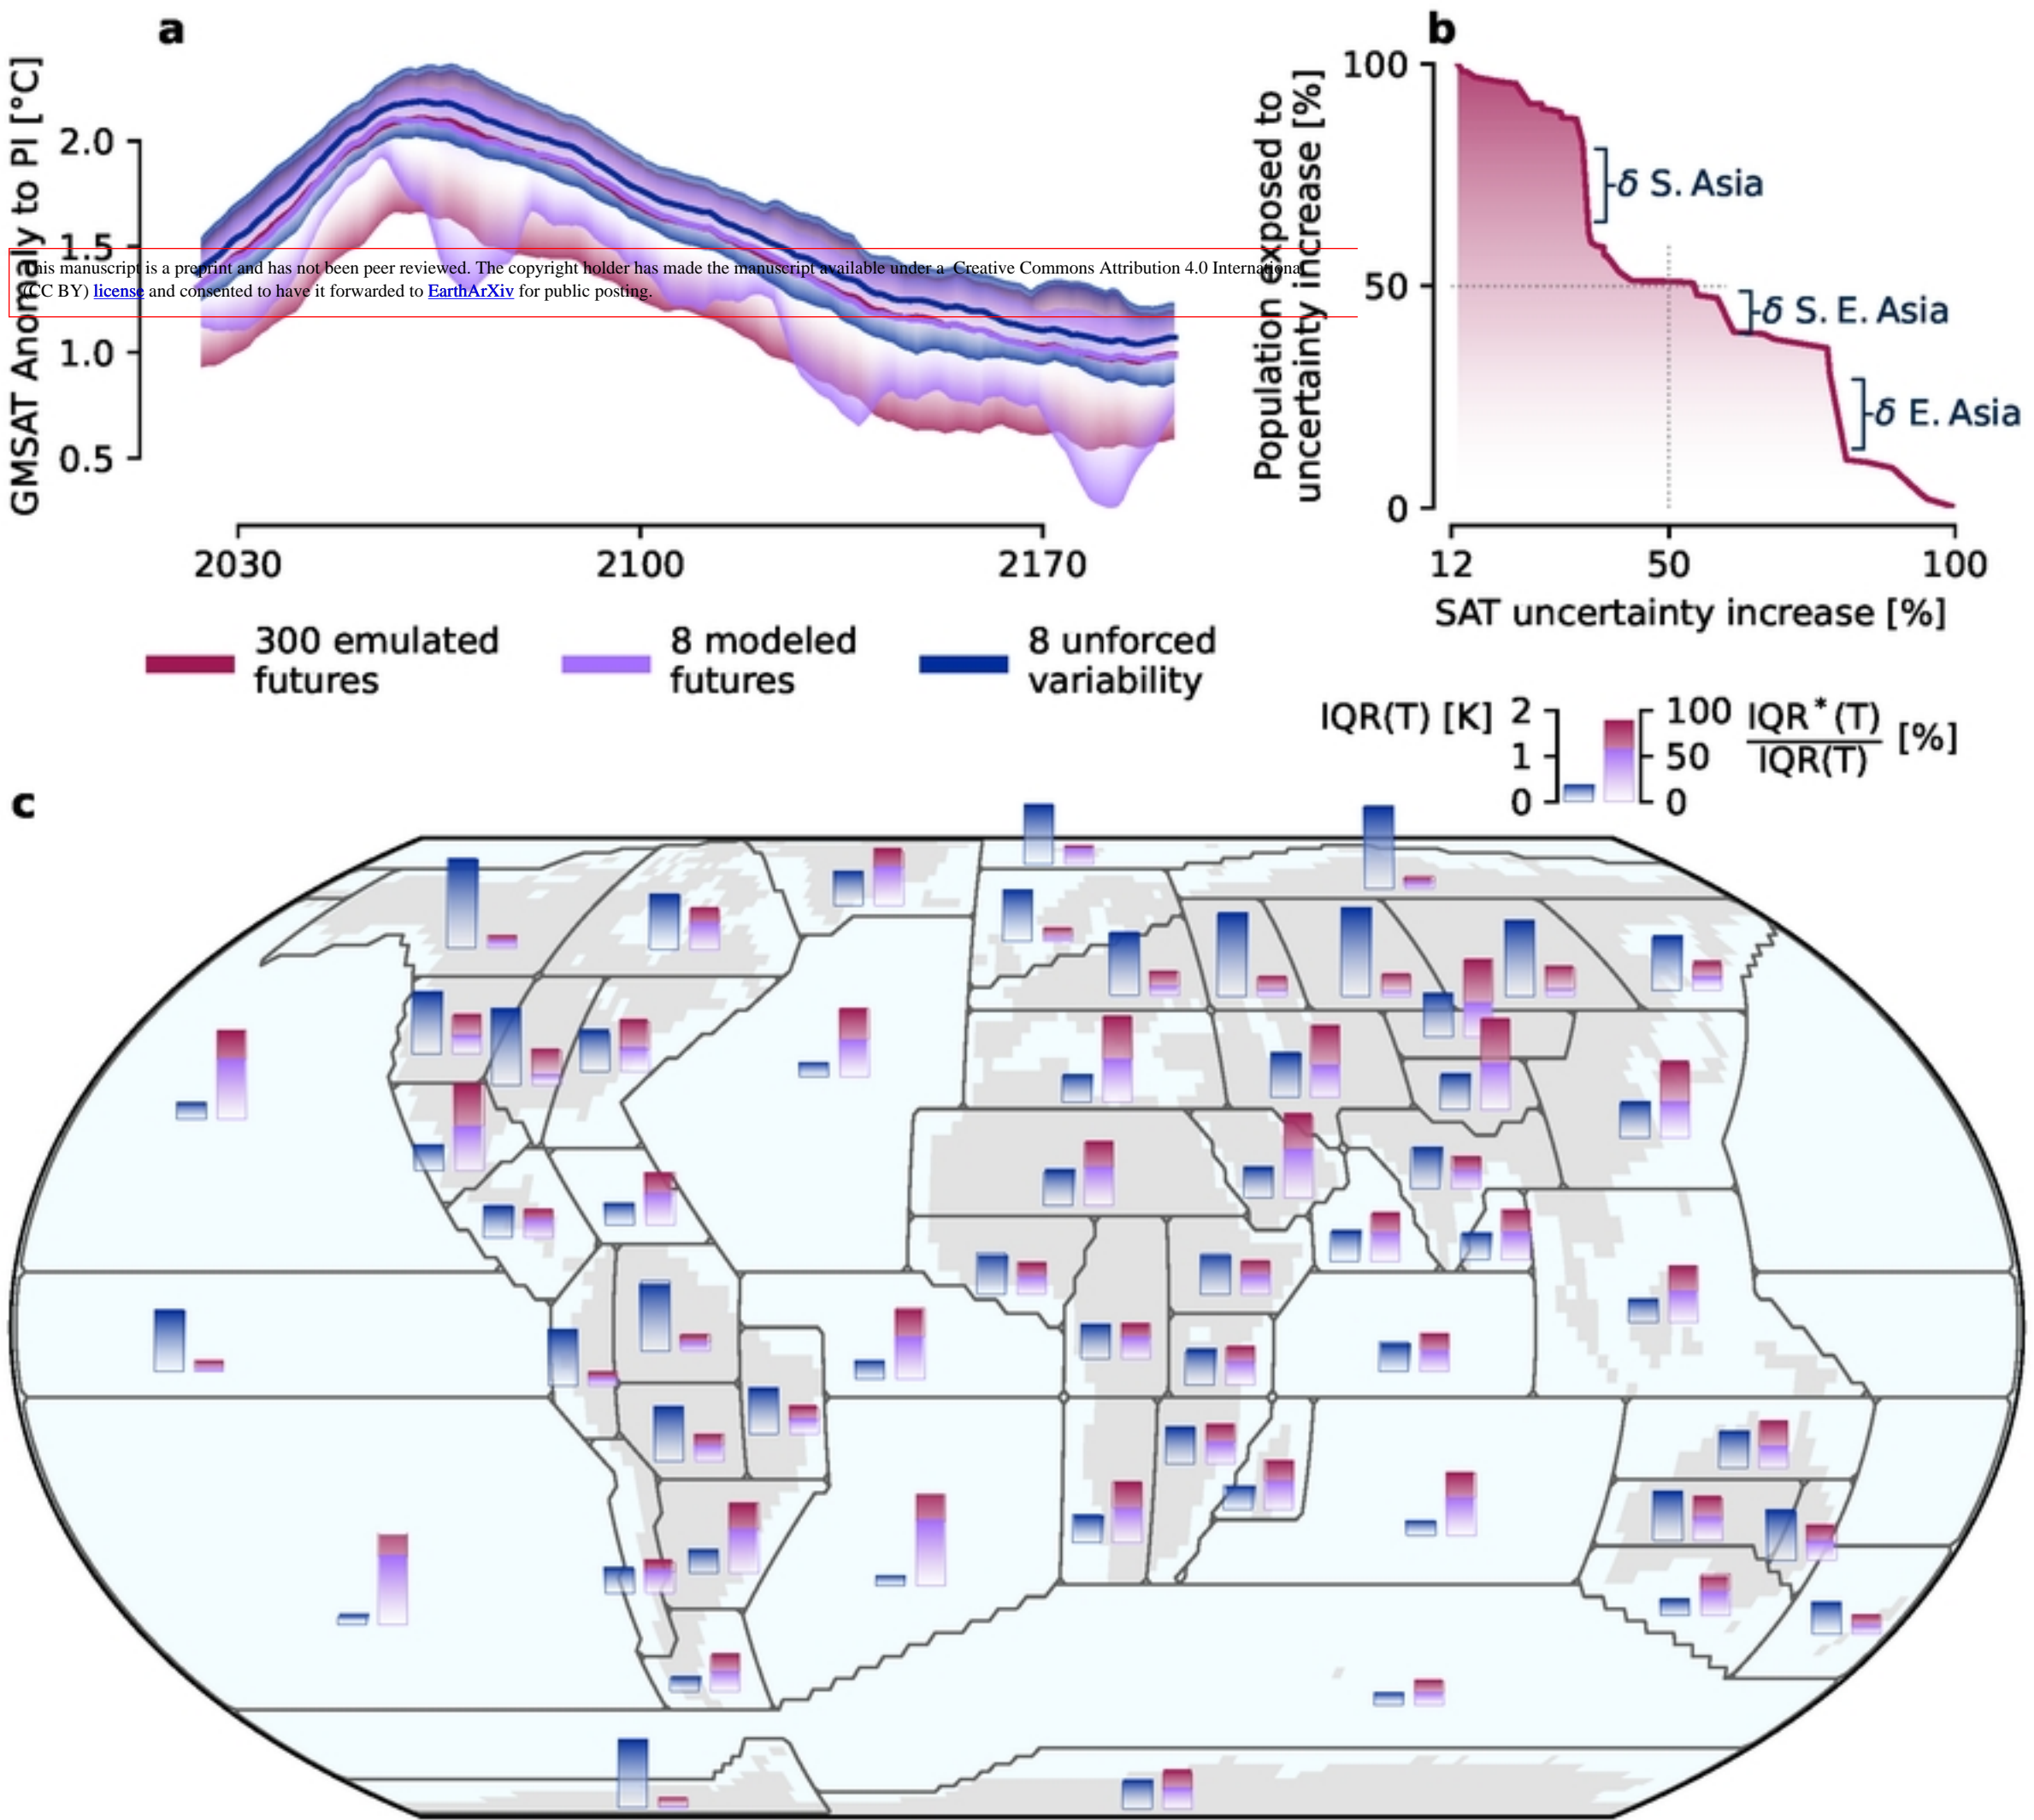 a
GMSAT Anomaly to PI [°C]
2.0
1.5
1.0
0.5
2030
2100
2170
This manuscript is a preprint and has not been peer reviewed. The copyright holder has made the manuscript available under a Creative Commons Attribution 4.0 International
(CC BY) license and consented to have it forwarded to EarthArXiv for public posting.
300 emulated
futures
8 modeled
futures
8 unforced
variability
b
Population exposed to
uncertainty increase [%]
100
50
0
δ S. Asia
δ S. E. Asia
δ E. Asia
12
50
100
SAT uncertainty increase [%]
IQR(T) [K]
2
1
0
100
50
0
IQR*(T)
IQR(T)
[%]
c